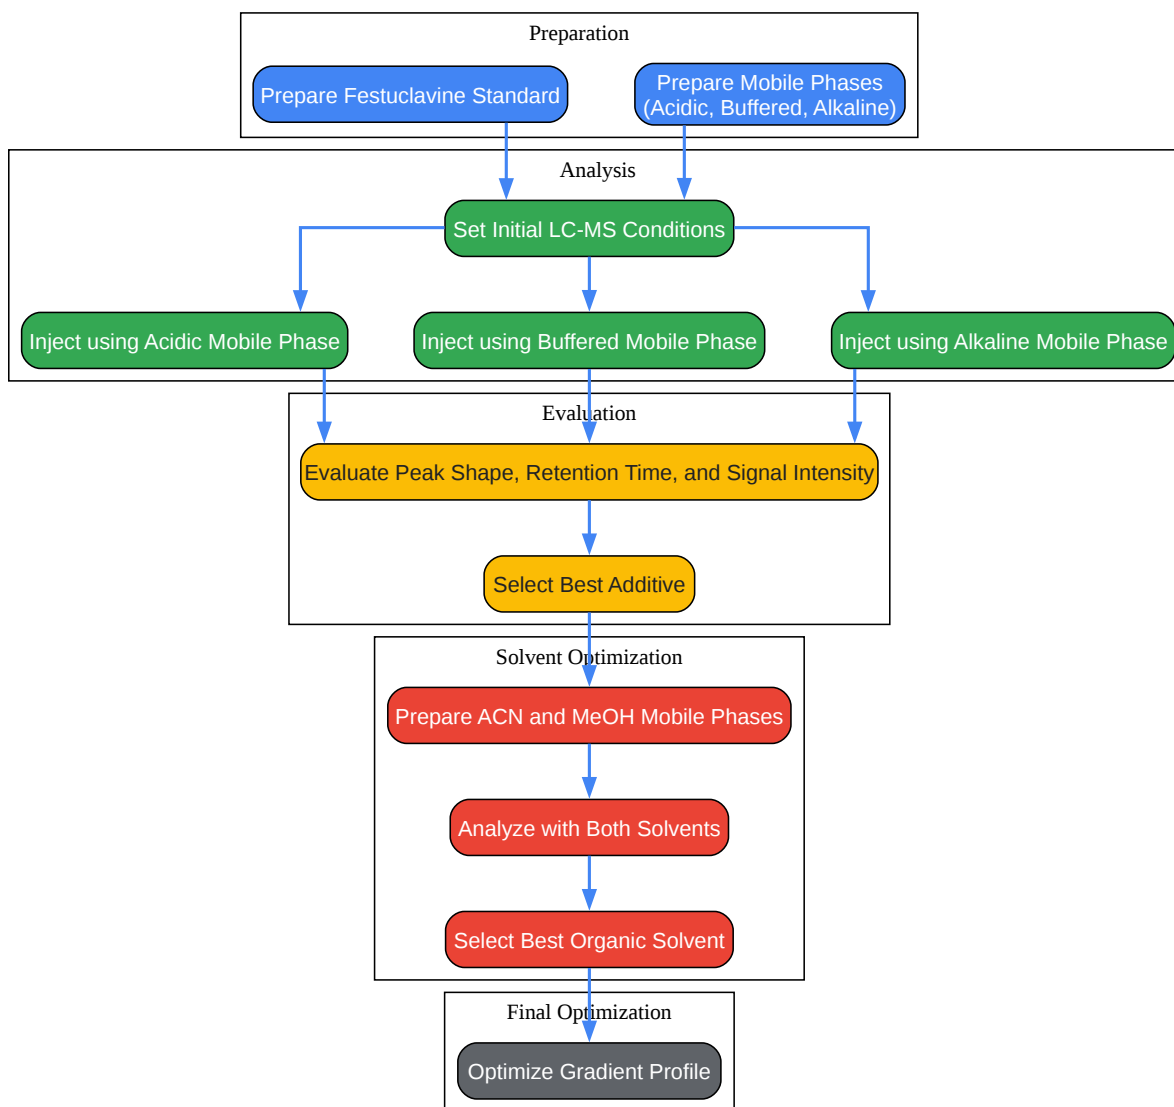 Preparation
Prepare Festuclavine Standard
Prepare Mobile Phases
(Acidic, Buffered, Alkaline)
Analysis
Set Initial LC-MS Conditions
Inject using Acidic Mobile Phase
Inject using Buffered Mobile Phase
Inject using Alkaline Mobile Phase
Evaluation
Evaluate Peak Shape, Retention Time, and Signal Intensity
Select Best Additive
Solvent Optimization
Prepare ACN and MeOH Mobile Phases
Analyze with Both Solvents
Select Best Organic Solvent
Final Optimization
Optimize Gradient Profile